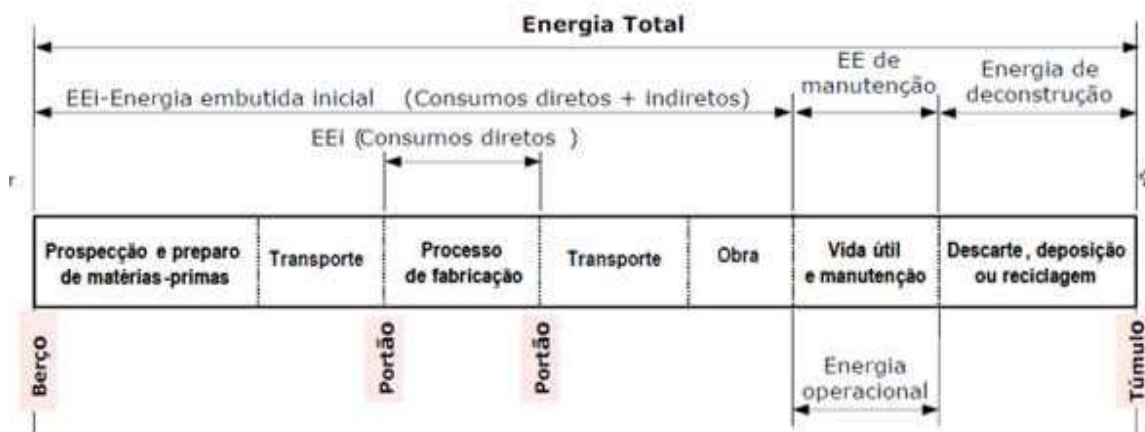 Energia Total
EEi-Energia embutida inicial (Consumos diretos + indiretos)
EE de
manutenção
Energia de
deconstrução
EEi (Consumos diretos )
Prospecção e preparo
de matérias-primas
Transporte
Processo
de fabricação
Transporte
Obra
Vida útil
e manutenção
Descarte, deposição
ou reciclagem
Berço
Portão
Portão
Energia
operacional
Túmulo